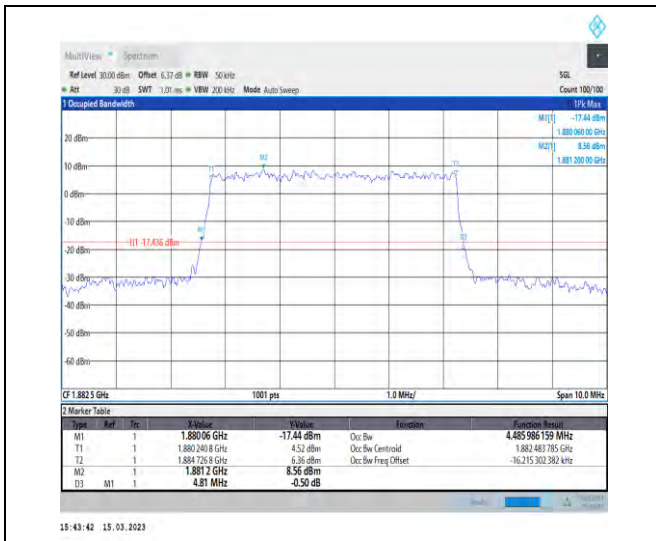 MultiView Spectrum
Ref Level 30.00 dBm Offset 6.37 dB RBW 50 kHz SGL
Att 30 dB SWT 1.01 ms VBW 200 kHz Mode Auto Sweep Count 100/100
1 Occupied Bandwidth 1Pk Max
M1[1] -17.44 dBm
1.880 060 00 GHz
M2[1] 8.56 dBm
1.881 200 00 GHz
20 dBm
M2
T1 T2
10 dBm
0 dBm
-10 dBm
M1
D3
H1 -17.436 dBm
-20 dBm
-30 dBm
-40 dBm
-50 dBm
-60 dBm
CF 1.882 5 GHz 1001 pts 1.0 MHz/ Span 10.0 MHz
2 Marker Table
Type Ref Trc X-Value Y-Value Function Function Result
M1 1 1.88006 GHz -17.44 dBm Occ Bw 4.485 986 159 MHz
T1 1 1.880 240 8 GHz 4.52 dBm Occ Bw Centroid 1.882 483 785 GHz
T2 1 1.884 726 8 GHz 6.36 dBm Occ Bw Freq Offset -16.215 302 382 kHz
M2 1 1.881 2 GHz 8.56 dBm
D3 M1 1 4.81 MHz -0.50 dB
15:43:42 15.03.2023